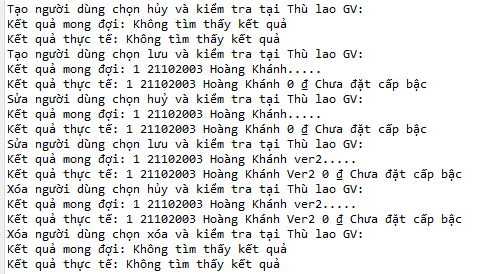 Tạo người dùng chọn hủy và kiểm tra tại Thù lao GV:
Kết quả mong đợi: Không tìm thấy kết quả
Kết quả thực tế: Không tìm thấy kết quả
Tạo người dùng chọn lưu và kiểm tra tại Thù lao GV:
Kết quả mong đợi: 1 21102003 Hoàng Khánh.....
Kết quả thực tế: 1 21102003 Hoàng Khánh 0 ₫ Chưa đặt cấp bậc
Sửa người dùng chọn huỷ và kiểm tra tại Thù lao GV:
Kết quả mong đợi: 1 21102003 Hoàng Khánh.....
Kết quả thực tế: 1 21102003 Hoàng Khánh 0 ₫ Chưa đặt cấp bậc
Sửa người dùng chọn lưu và kiểm tra tại Thù lao GV:
Kết quả mong đợi: 1 21102003 Hoàng Khánh ver2.....
Kết quả thực tế: 1 21102003 Hoàng Khánh Ver2 0 ₫ Chưa đặt cấp bậc
Xóa người dùng chọn hủy và kiểm tra tại Thù lao GV:
Kết quả mong đợi: 1 21102003 Hoàng Khánh ver2.....
Kết quả thực tế: 1 21102003 Hoàng Khánh Ver2 0 ₫ Chưa đặt cấp bậc
Xóa người dùng chọn xóa và kiểm tra tại Thù lao GV:
Kết quả mong đợi: Không tìm thấy kết quả
Kết quả thực tế: Không tìm thấy kết quả